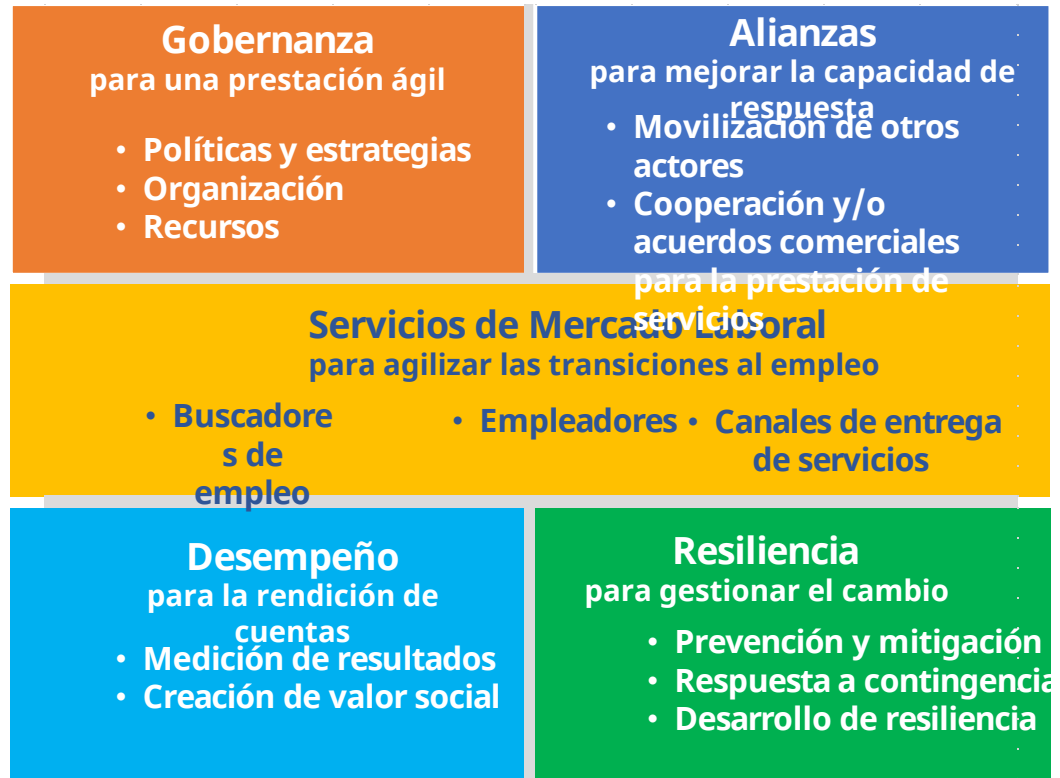 Gobernanza
para una prestación ágil
• Políticas y estrategias
• Organización
• Recursos
Alianzas
para mejorar la capacidad de
respuesta
• Movilización de otros
actores
• Cooperación y/o
acuerdos comerciales
para la prestación de
servicios
Servicios de Mercado Laboral
para agilizar las transiciones al empleo
• Buscadore
s de
empleo
• Empleadores
• Canales de entrega
de servicios
Desempeño
para la rendición de
cuentas
• Medición de resultados
• Creación de valor social
Resiliencia
para gestionar el cambio
• Prevención y mitigación
• Respuesta a contingencia
• Desarrollo de resiliencia